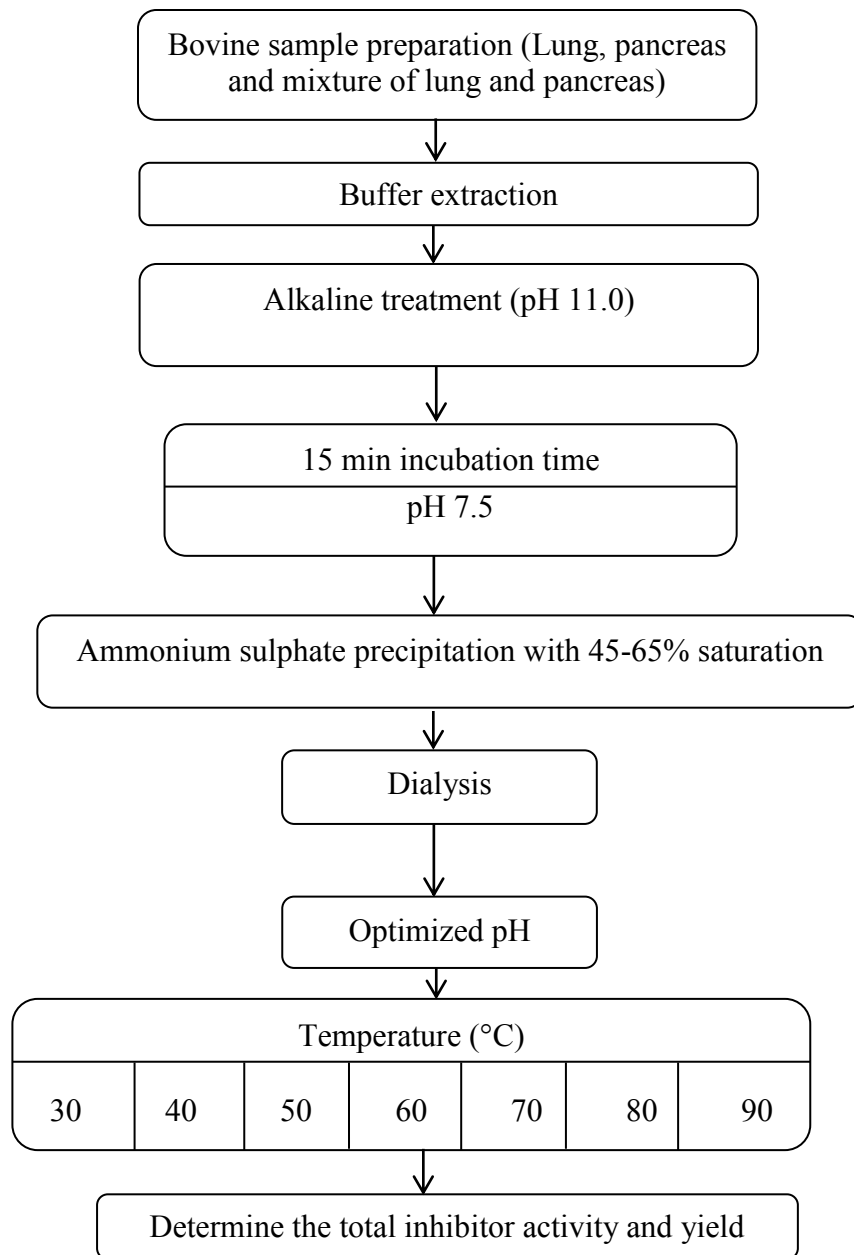 Bovine sample preparation (Lung, pancreas
and mixture of lung and pancreas)
Buffer extraction
Alkaline treatment (pH 11.0)
15 min incubation time
pH 7.5
Ammonium sulphate precipitation with 45-65% saturation
Dialysis
Optimized pH
Temperature (°C)
30 40 50 60 70 80 90
Determine the total inhibitor activity and yield